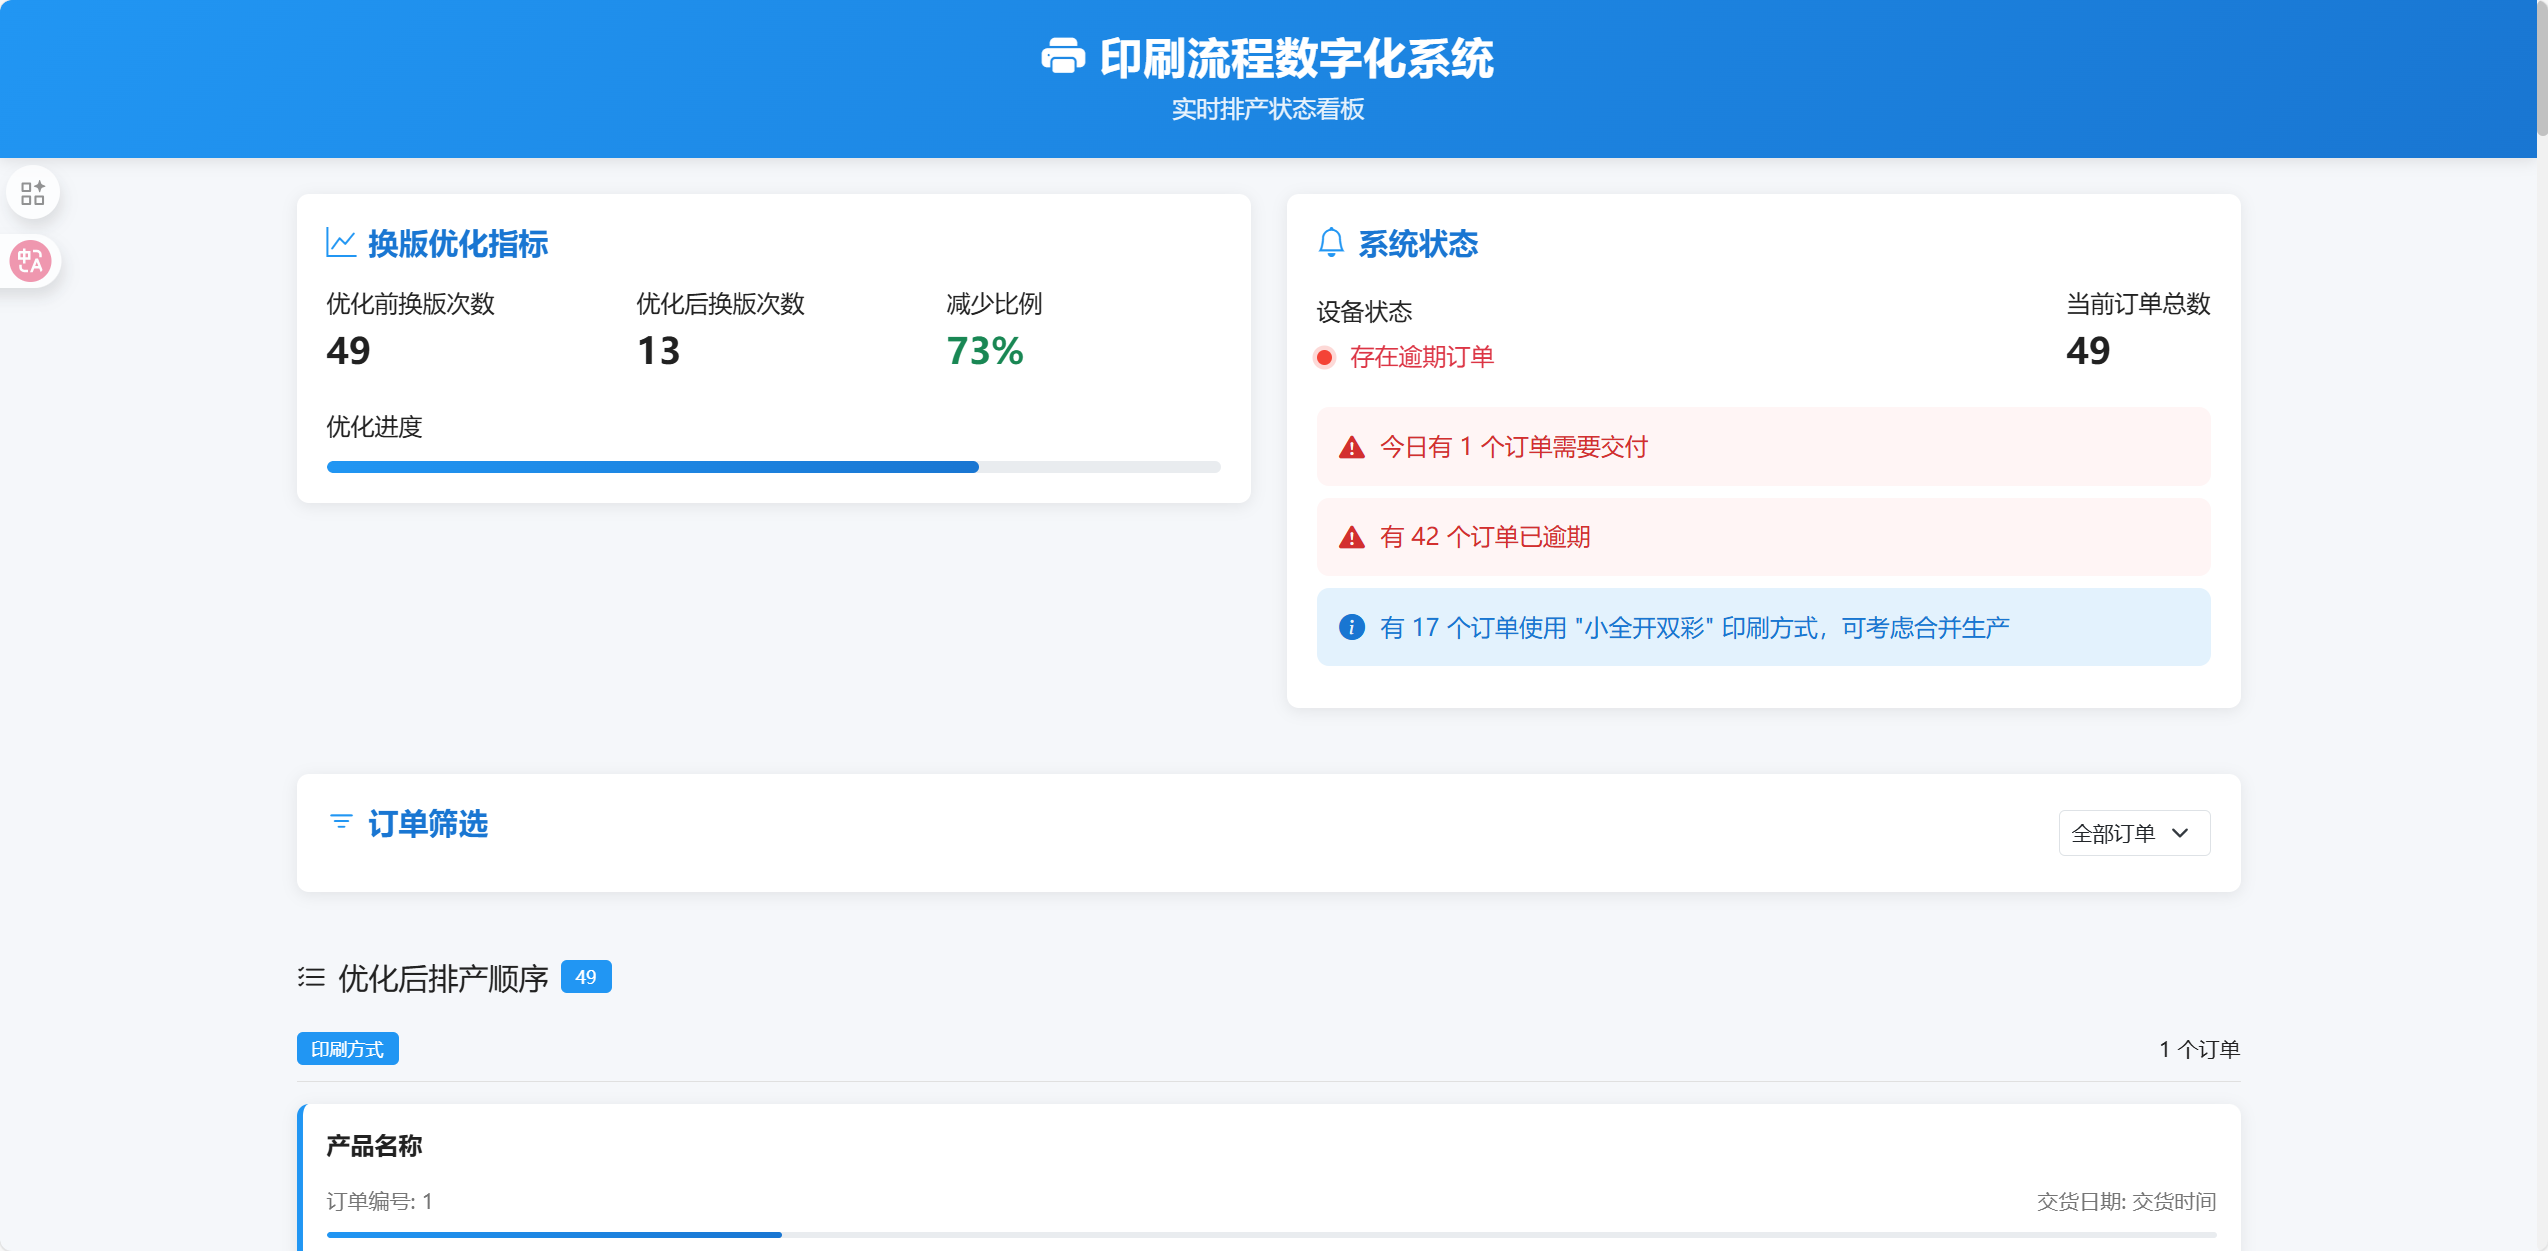 印刷流程数字化系统
实时排产状态看板
中A
换版优化指标
优化前换版次数
49
优化后换版次数
13
减少比例
73%
优化进度
系统状态
设备状态
存在逾期订单
当前订单总数
49
今日有 1 个订单需要交付
有 42 个订单已逾期
有 17 个订单使用 "小全开双彩" 印刷方式，可考虑合并生产
订单筛选
全部订单
优化后排产顺序 49
印刷方式
1 个订单
产品名称
订单编号: 1
交货日期: 交货时间